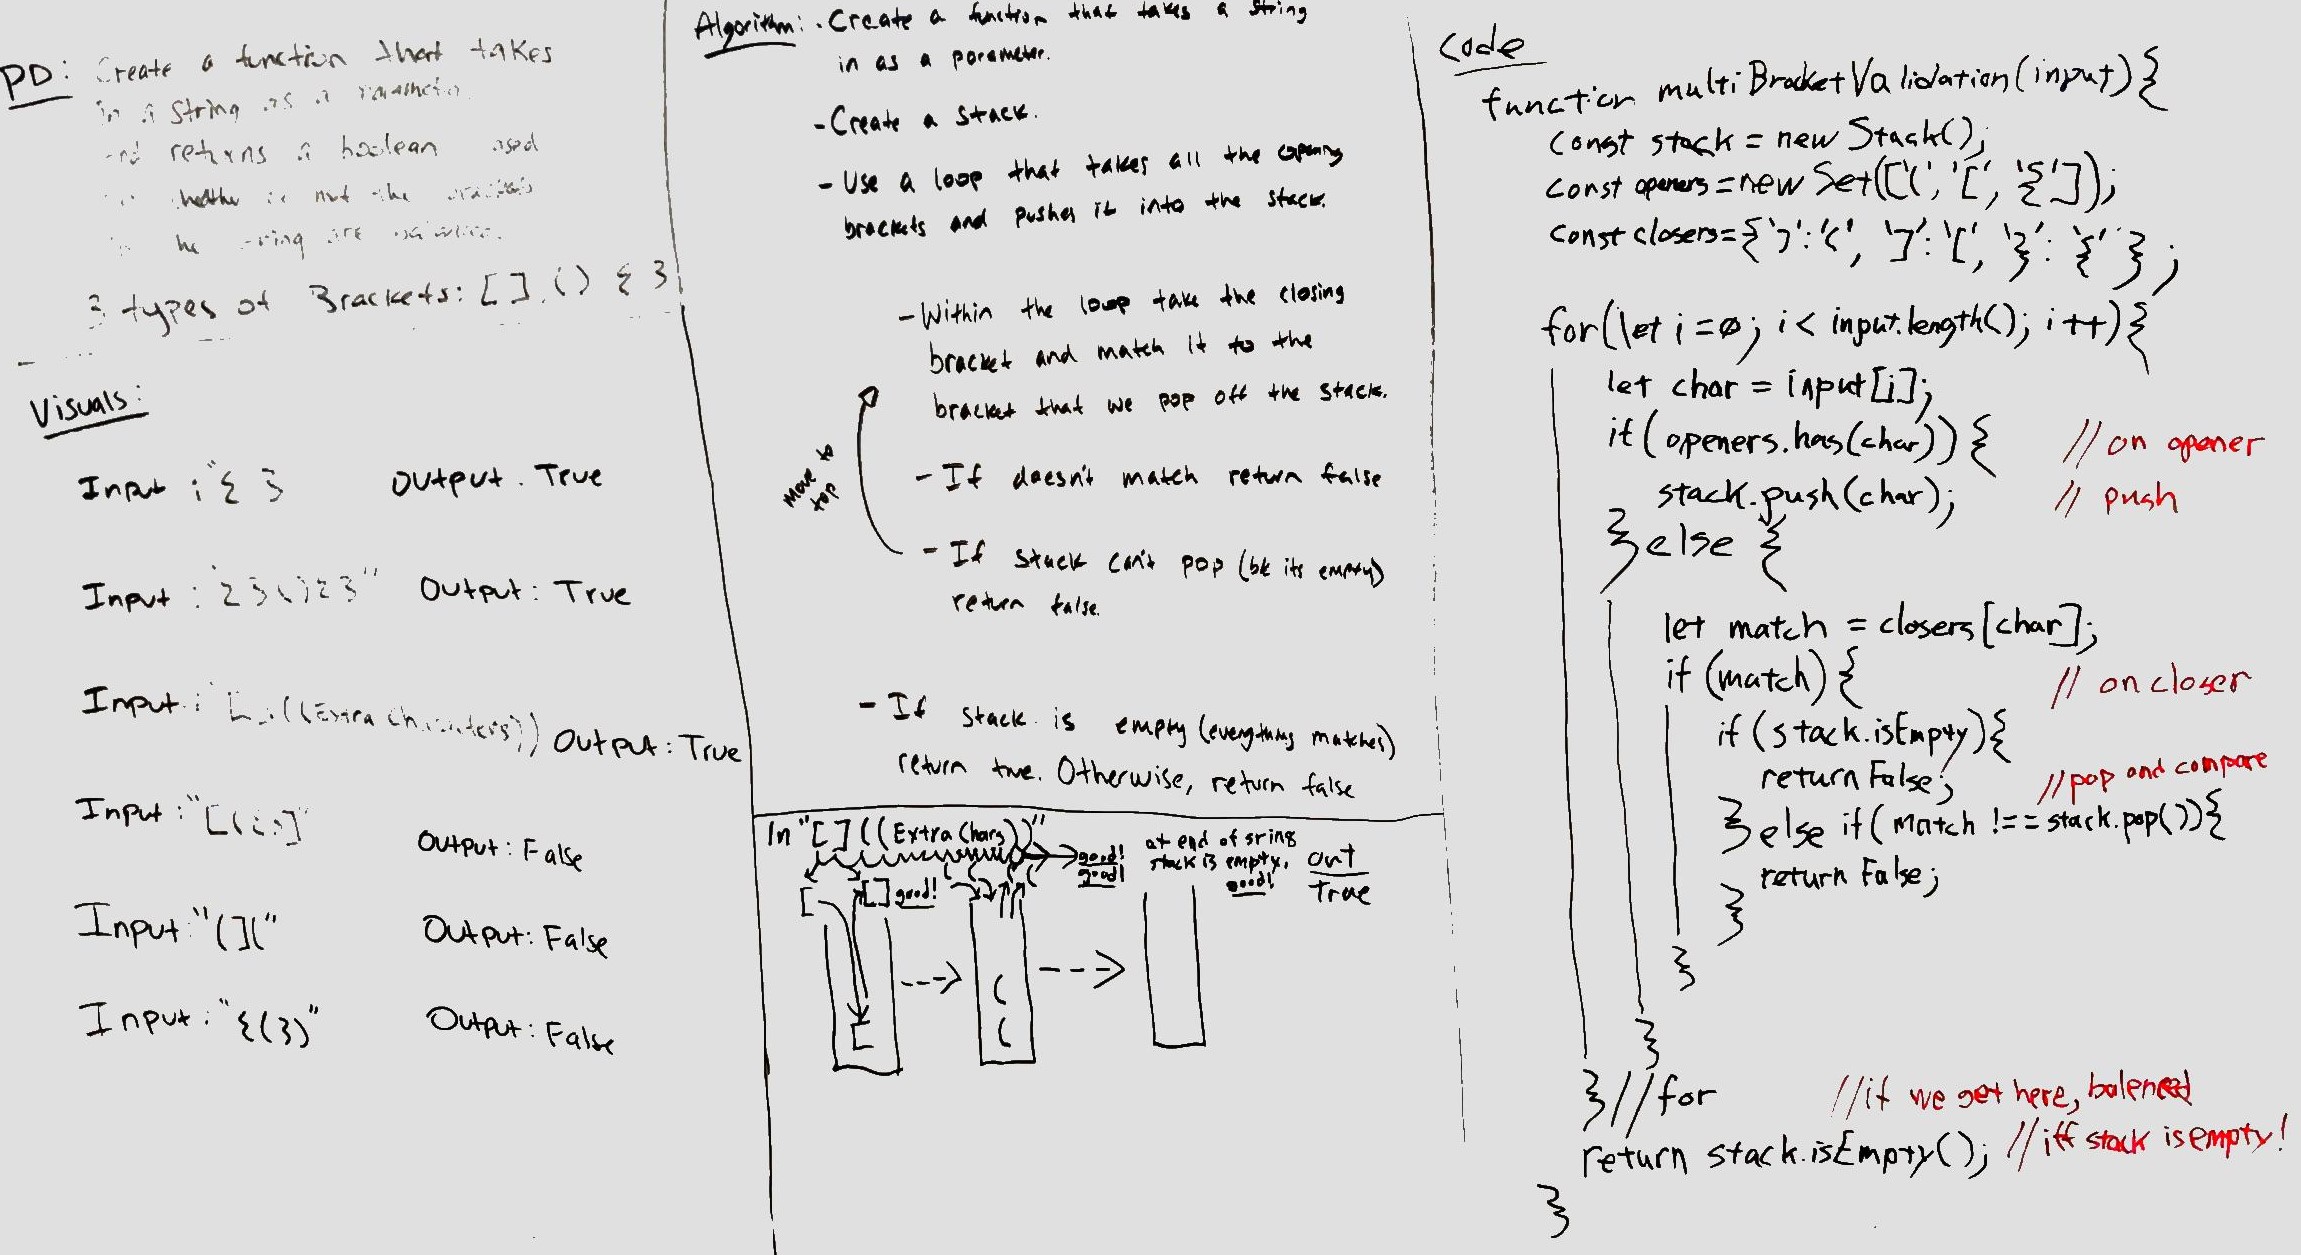 PD: Create a function that takes
in a string as a parameter
and returns a boolean based
on whether or not the brackets
in the string are balanced.
3 types of Brackets: [ ] , ( ) { }
Visuals:
Input : "{ }
Output. True
Input : "{}(){}"
Output: True
Input: "[ ]((Extra Characters))
Output: True
Input: "[({}]"
Output: False
Input: "(]("
Output: False
Input: "{(})"
Output: False
Algorithm: . Create a function that takes a string
in as a parameter.
- Create a stack.
- Use a loop that takes all the opening
brackets and pushes it into the stack.
- Within the loop take the closing
bracket and match it to the
bracket that we pop off the stack.
- If doesn't match return false
move to
top
- If stack can't pop (bc its empty)
return false.
- If stack is empty (everything matches)
return true. Otherwise, return false
In "[ ]((Extra Chars))"
good!
good!
at end of sring
stack is empty.
good!
out
True
[
[ ] good!
( (
( (
[
(
(
Code
function multiBracketValidation(input){
const stack = new Stack();
const openers = new Set(['(', '[', '{']);
const closers={')':'(', ']':'[', '}':'{' };
for(let i=0; i< input.length(); i++){
let char = input[i];
if (openers.has(char)) { // on opener
stack.push(char); // push
} else {
let match = closers[char];
if (match) { // on closer
if (stack.isEmpty){
return False; //pop and compare
} else if( match !== stack.pop()){
return False;
}
}
}
} //for //if we get here, balenced
return stack.isEmpty(); //iff stack is empty!
}